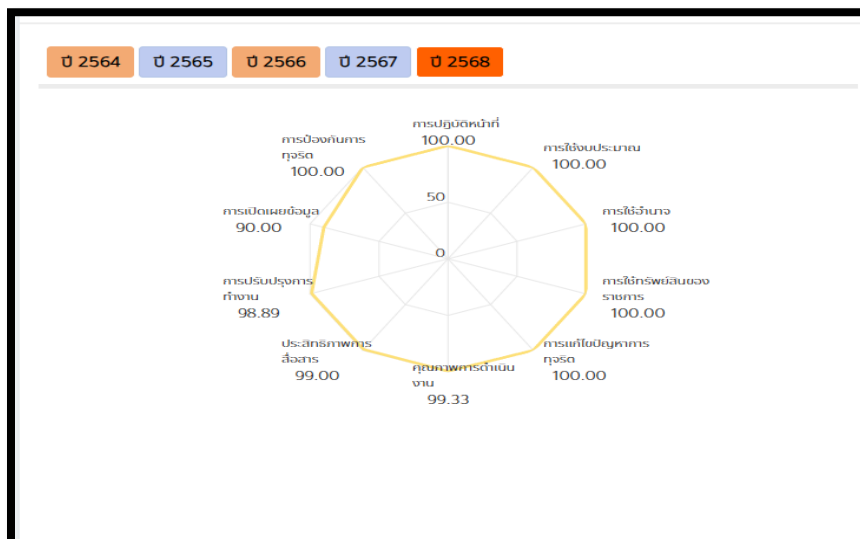 ปี 2564
ปี 2565
ปี 2566
ปี 2567
ปี 2568
การปฏิบัติหน้าที่
100.00
การใช้งบประมาณ
100.00
การใช้อำนาจ
100.00
การใช้ทรัพย์สินของ
ราชการ
100.00
การแก้ไขปัญหาการ
ทุจริต
100.00
คุณภาพการดำเนิน
งาน
99.33
ประสิทธิภาพการ
สื่อสาร
99.00
การปรับปรุงการ
ทำงาน
98.89
การเปิดเผยข้อมูล
90.00
การป้องกันการ
ทุจริต
100.00
50
0